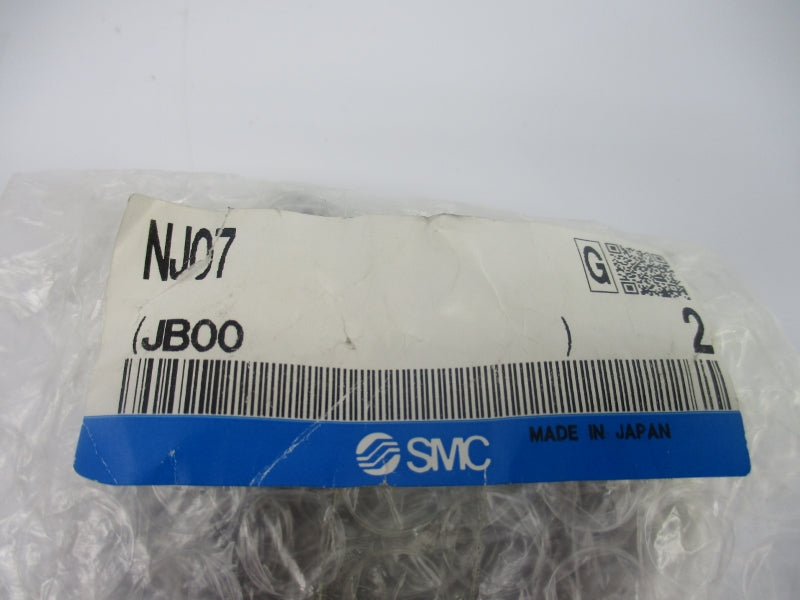 NJ07
G
(JB00 ) 2
SMC MADE IN JAPAN